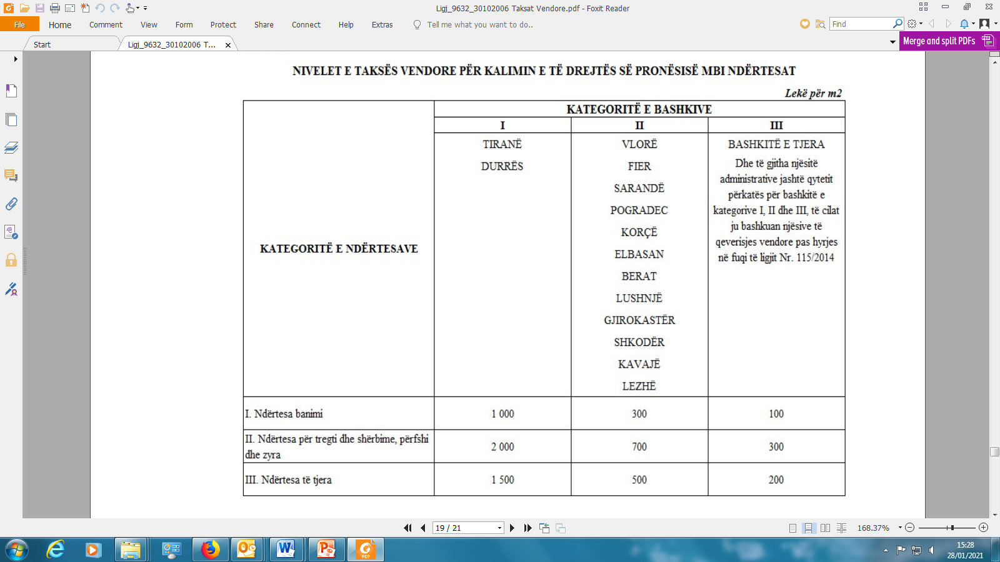 Ligj_9632_30102006 Taksat Vendore.pdf - Foxit Reader
File Home Comment View Form Protect Share Connect Help Extras Tell me what you want to do.. Find
Start Ligj_9632_30102006 T... Merge and split PDFs
NIVELET E TAKSËS VENDORE PËR KALIMIN E TË DREJTËS SË PRONËSISË MBI NDËRTESAT
Lekë për m2
KATEGORITË E NDËRTESAVE
KATEGORITË E BASHKIVE
I II III
TIRANË
DURRËS
VLORË
FIER
SARANDË
POGRADEC
KORÇË
ELBASAN
BERAT
LUSHNJË
GJIROKASTËR
SHKODËR
KAVAJË
LEZHË
BASHKITË E TJERA
Dhe të gjitha njësitë
administrative jashtë qytetit
përkatës për bashkitë e
kategorive I, II dhe III, të cilat
ju bashkuan njësive të
qeverisjes vendore pas hyrjes
në fuqi të ligjit Nr. 115/2014
I. Ndërtesa banimi 1 000 300 100
II. Ndërtesa për tregti dhe shërbime, përfshi
dhe zyra 2 000 700 300
III. Ndërtesa të tjera 1 500 500 200
19 / 21 168.37%
PDF
15:28
28/01/2021